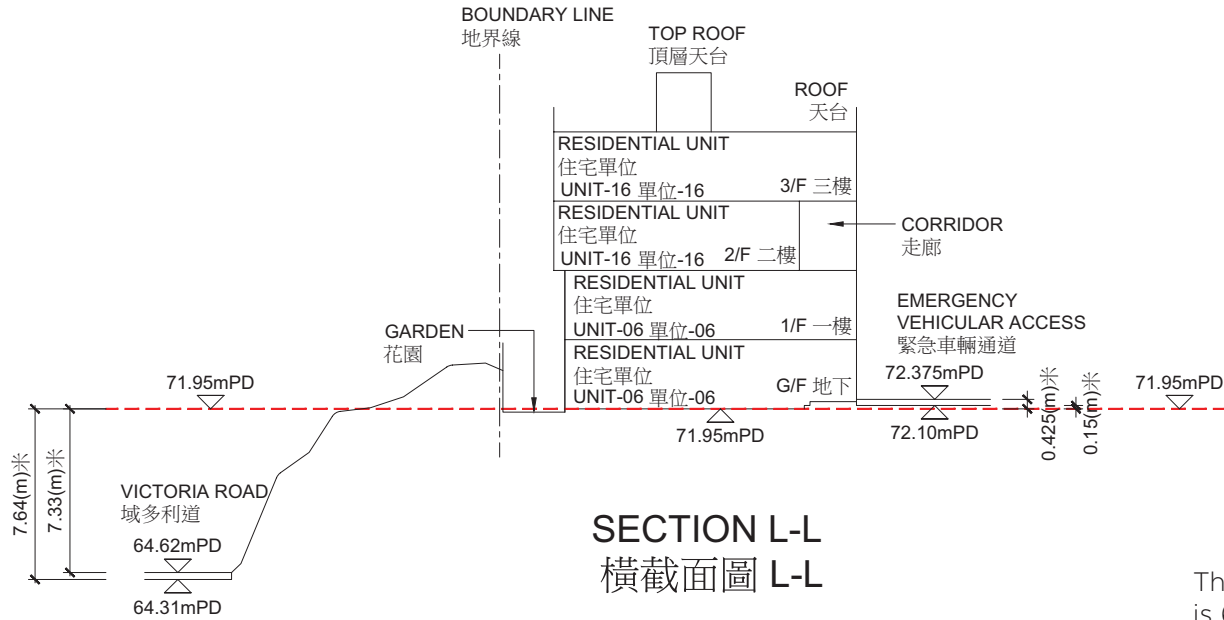 BOUNDARY LINE
地界線
TOP ROOF
頂層天台
ROOF
天台
RESIDENTIAL UNIT
住宅單位
UNIT-16 單位-16
3/F 三樓
RESIDENTIAL UNIT
住宅單位
UNIT-16 單位-16
2/F 二樓
CORRIDOR
走廊
RESIDENTIAL UNIT
住宅單位
UNIT-06 單位-06
1/F 一樓
GARDEN
花園
RESIDENTIAL UNIT
住宅單位
UNIT-06 單位-06
G/F 地下
EMERGENCY
VEHICULAR ACCESS
緊急車輛通道
72.375mPD
72.10mPD
71.95mPD
71.95mPD
71.95mPD
0.425(m)米
0.15(m)米
7.64(m)米
7.33(m)米
VICTORIA ROAD
域多利道
64.62mPD
64.31mPD
SECTION L-L
橫截面圖 L-L
Th
is